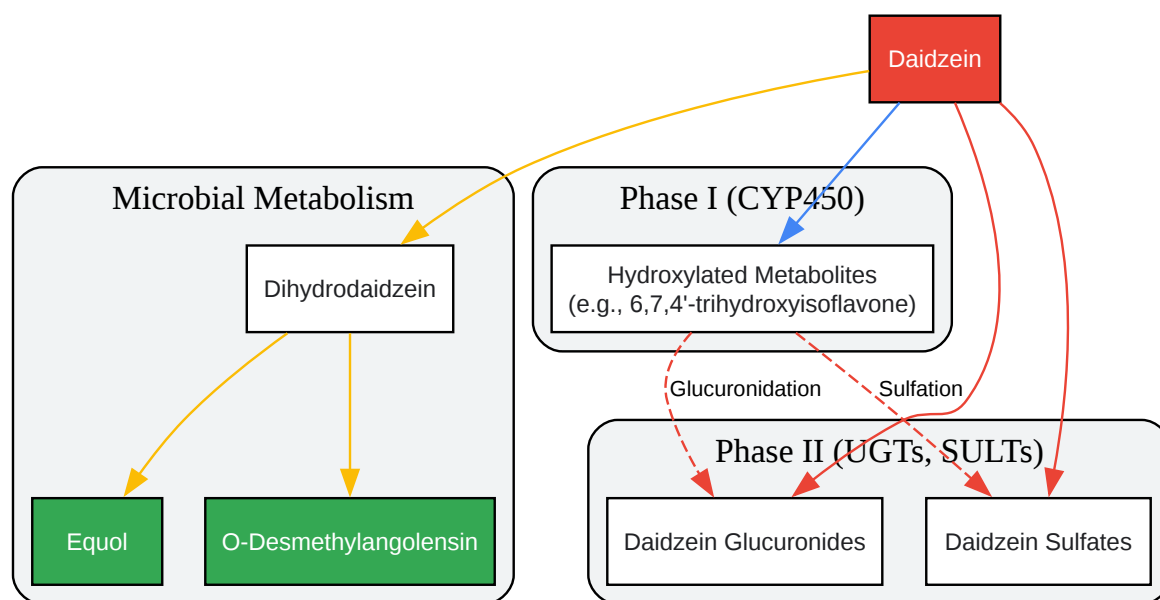 Daidzein
Microbial Metabolism
Phase I (CYP450)
Dihydrodaidzein
Hydroxylated Metabolites
(e.g., 6,7,4'-trihydroxyisoflavone)
Glucuronidation
Sulfation
Phase II (UGTs, SULTs)
Equol
O-Desmethylangolensin
Daidzein Glucuronides
Daidzein Sulfates